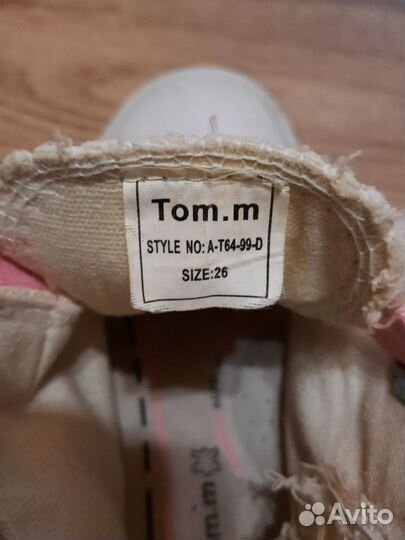 Tom.m
STYLE NO: A-T64-99-D
SIZE:26
m.m
Avito